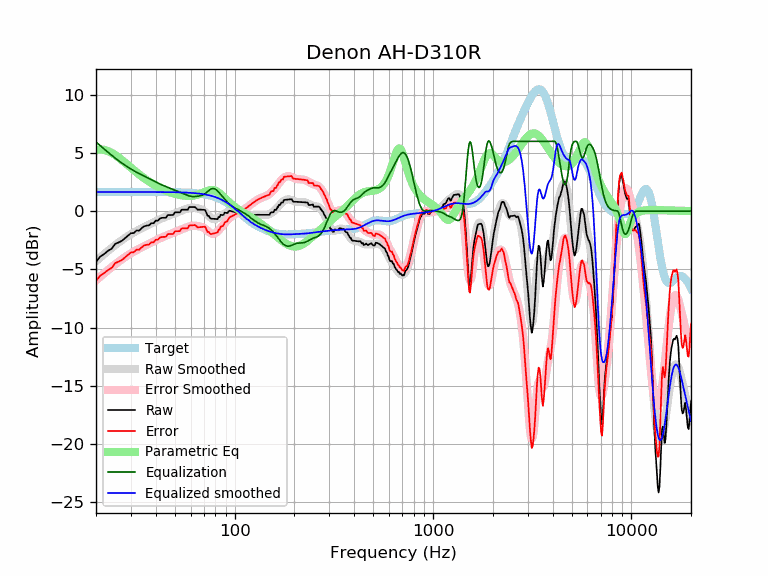 Denon AH-D310R
Amplitude (dBr)
10
5
0
−5
−10
−15
−20
−25
Target
Raw Smoothed
Error Smoothed
Raw
Error
Parametric Eq
Equalization
Equalized smoothed
100
1000
10000
Frequency (Hz)